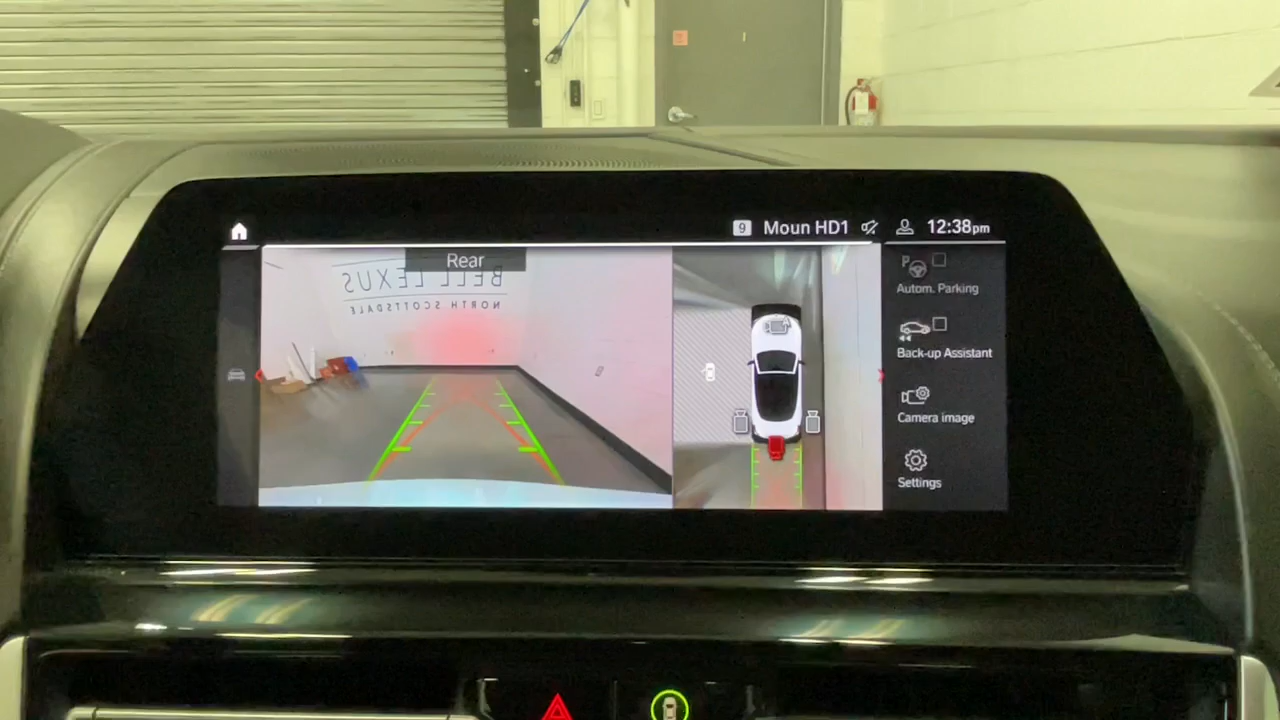 9 Moun HD1 12:38pm
Rear
BELL LEXUS
NORTH SCOTTSDALE
P
Autom. Parking
Back-up Assistant
Camera image
Settings